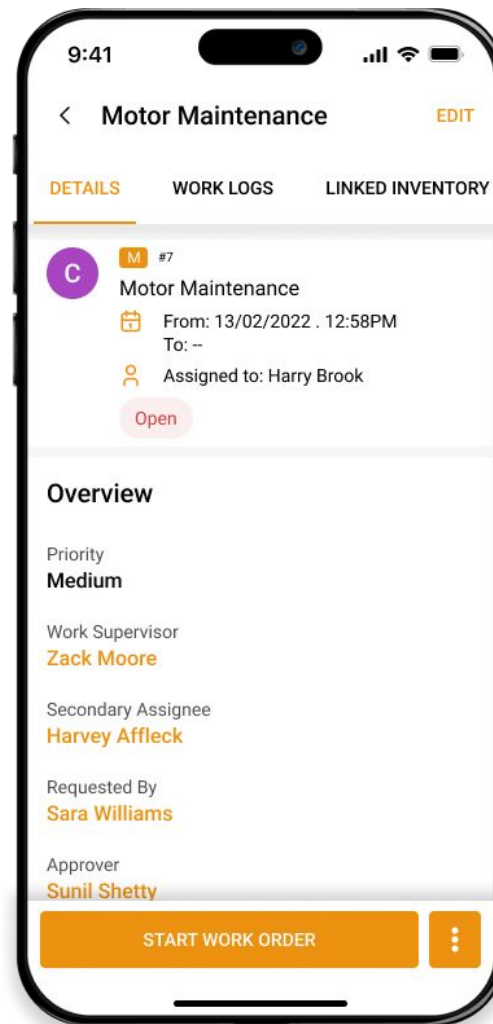 9:41
Motor Maintenance
EDIT
DETAILS WORK LOGS LINKED INVENTORY
C
M #7
Motor Maintenance
From: 13/02/2022 . 12:58PM
To: --
Assigned to: Harry Brook
Open
Overview
Priority
Medium
Work Supervisor
Zack Moore
Secondary Assignee
Harvey Affleck
Requested By
Sara Williams
Approver
Sunil Shetty
START WORK ORDER